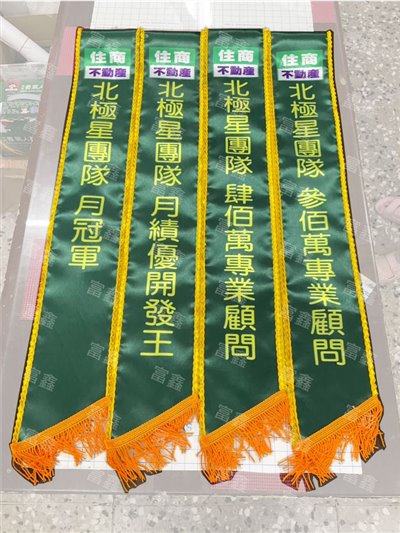 住商
不動產
北極星團隊 月冠軍
住商
不動產
北極星團隊 月績優開發王
住商
不動產
北極星團隊 肆佰萬專業顧問
住商
不動產
北極星團隊 參佰萬專業顧問
富鑫